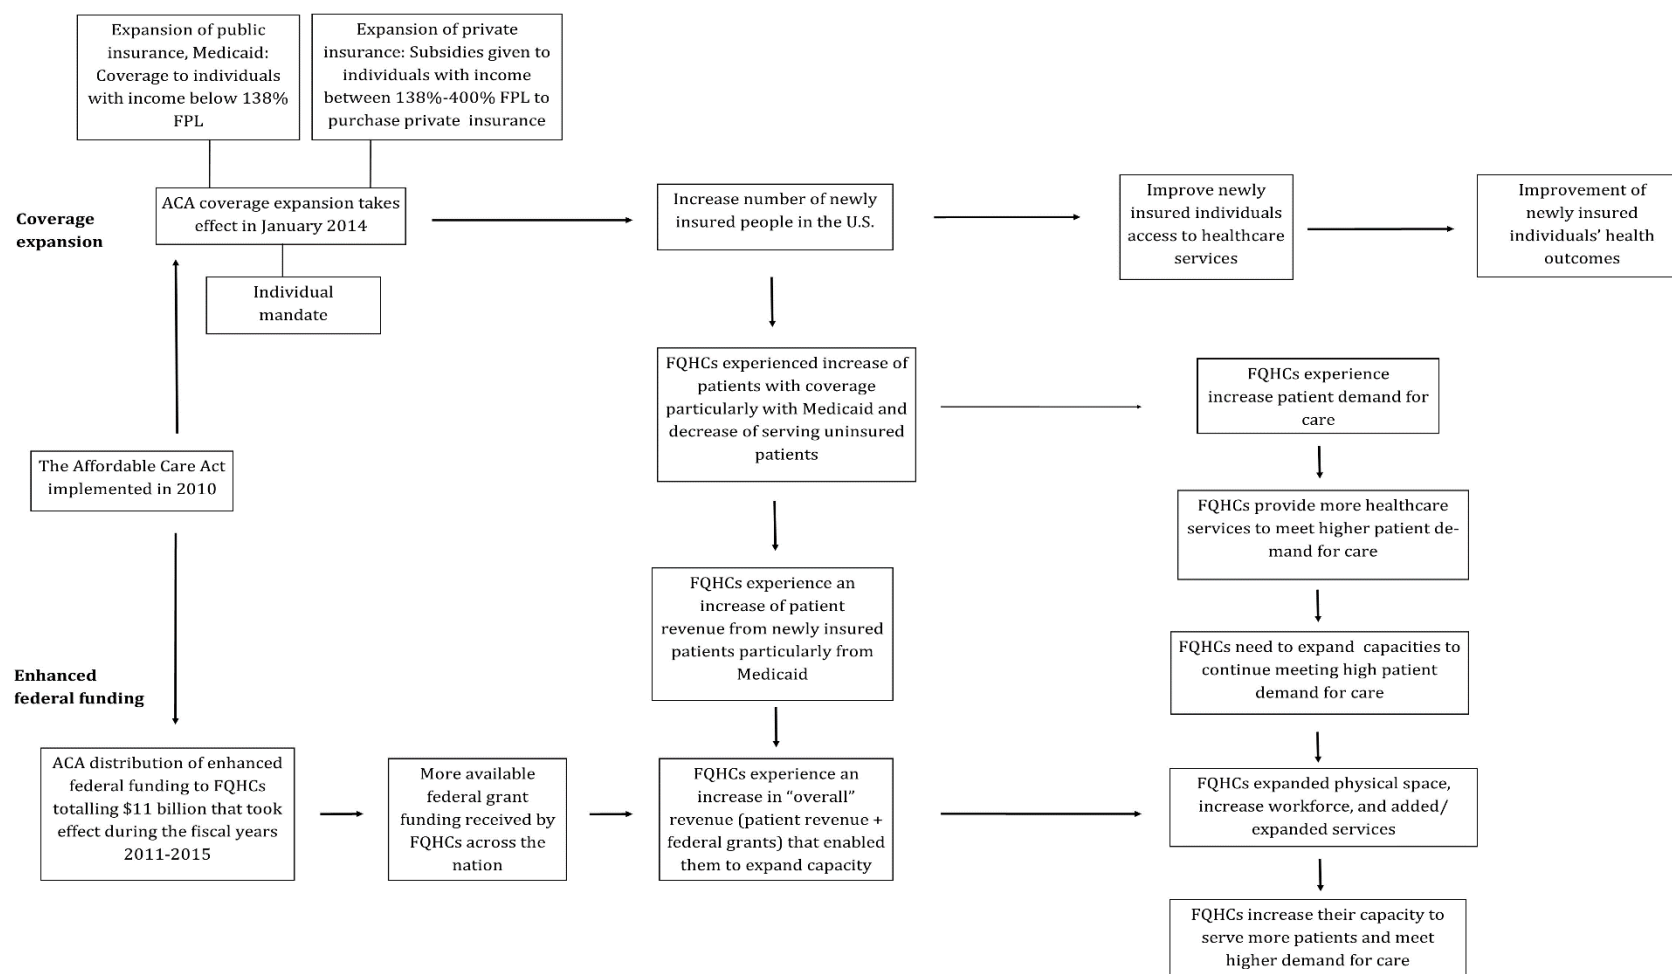 Expansion of public
insurance, Medicaid:
Coverage to individuals
with income below 138%
FPL
Expansion of private
insurance: Subsidies given to
individuals with income
between 138%-400% FPL to
purchase private insurance
Coverage
expansion
ACA coverage expansion takes
effect in January 2014
Individual
mandate
Increase number of newly
insured people in the U.S.
Improve newly
insured individuals
access to healthcare
services
Improvement of
newly insured
individuals’ health
outcomes
The Affordable Care Act
implemented in 2010
FQHCs experienced increase of
patients with coverage
particularly with Medicaid and
decrease of serving uninsured
patients
FQHCs experience
increase patient demand for
care
FQHCs provide more healthcare
services to meet higher patient de-
mand for care
FQHCs experience an
increase of patient
revenue from newly insured
patients particularly from
Medicaid
FQHCs need to expand capacities to
continue meeting high patient
demand for care
Enhanced
federal funding
ACA distribution of enhanced
federal funding to FQHCs
totalling $11 billion that took
effect during the fiscal years
2011-2015
More available
federal grant
funding received by
FQHCs across the
nation
FQHCs experience an
increase in “overall”
revenue (patient revenue +
federal grants) that enabled
them to expand capacity
FQHCs expanded physical space,
increase workforce, and added/
expanded services
FQHCs increase their capacity to
serve more patients and meet
higher demand for care